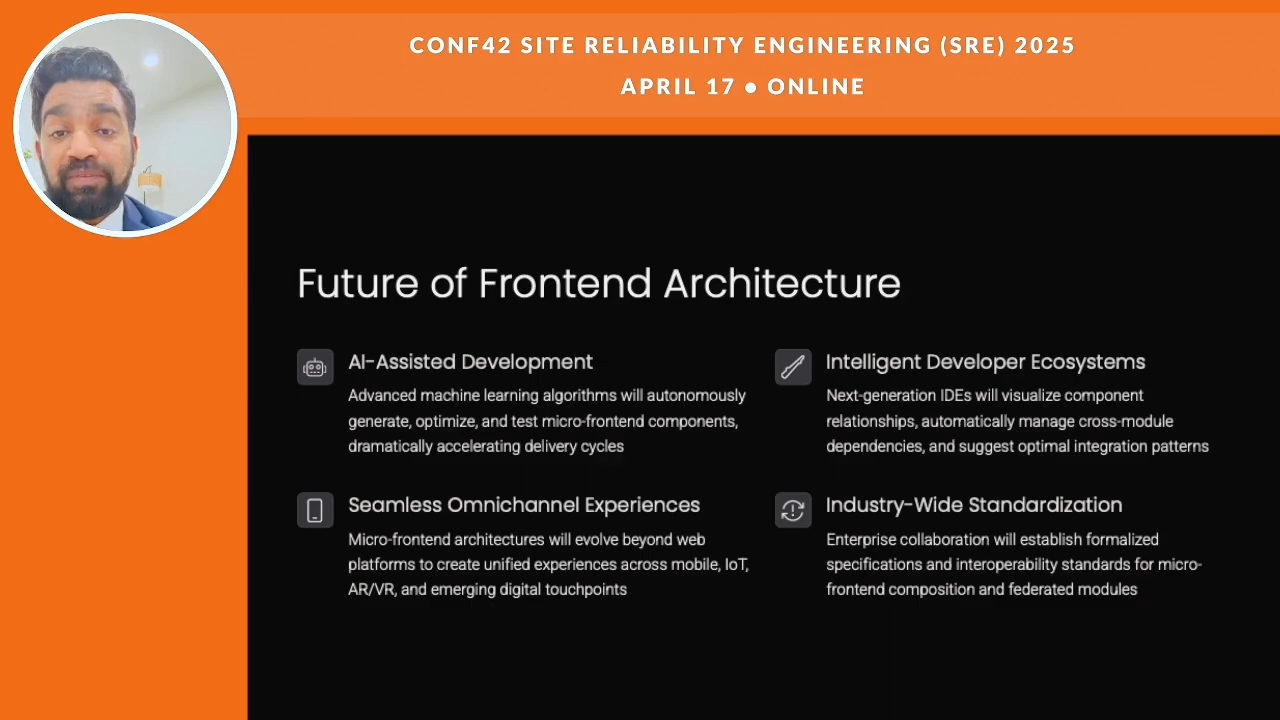 CONF42 SITE RELIABILITY ENGINEERING (SRE) 2025
APRIL 17 • ONLINE
Future of Frontend Architecture
AI-Assisted Development
Advanced machine learning algorithms will autonomously
generate, optimize, and test micro-frontend components,
dramatically accelerating delivery cycles
Intelligent Developer Ecosystems
Next-generation IDEs will visualize component
relationships, automatically manage cross-module
dependencies, and suggest optimal integration patterns
Seamless Omnichannel Experiences
Micro-frontend architectures will evolve beyond web
platforms to create unified experiences across mobile, IoT,
AR/VR, and emerging digital touchpoints
Industry-Wide Standardization
Enterprise collaboration will establish formalized
specifications and interoperability standards for micro-
frontend composition and federated modules